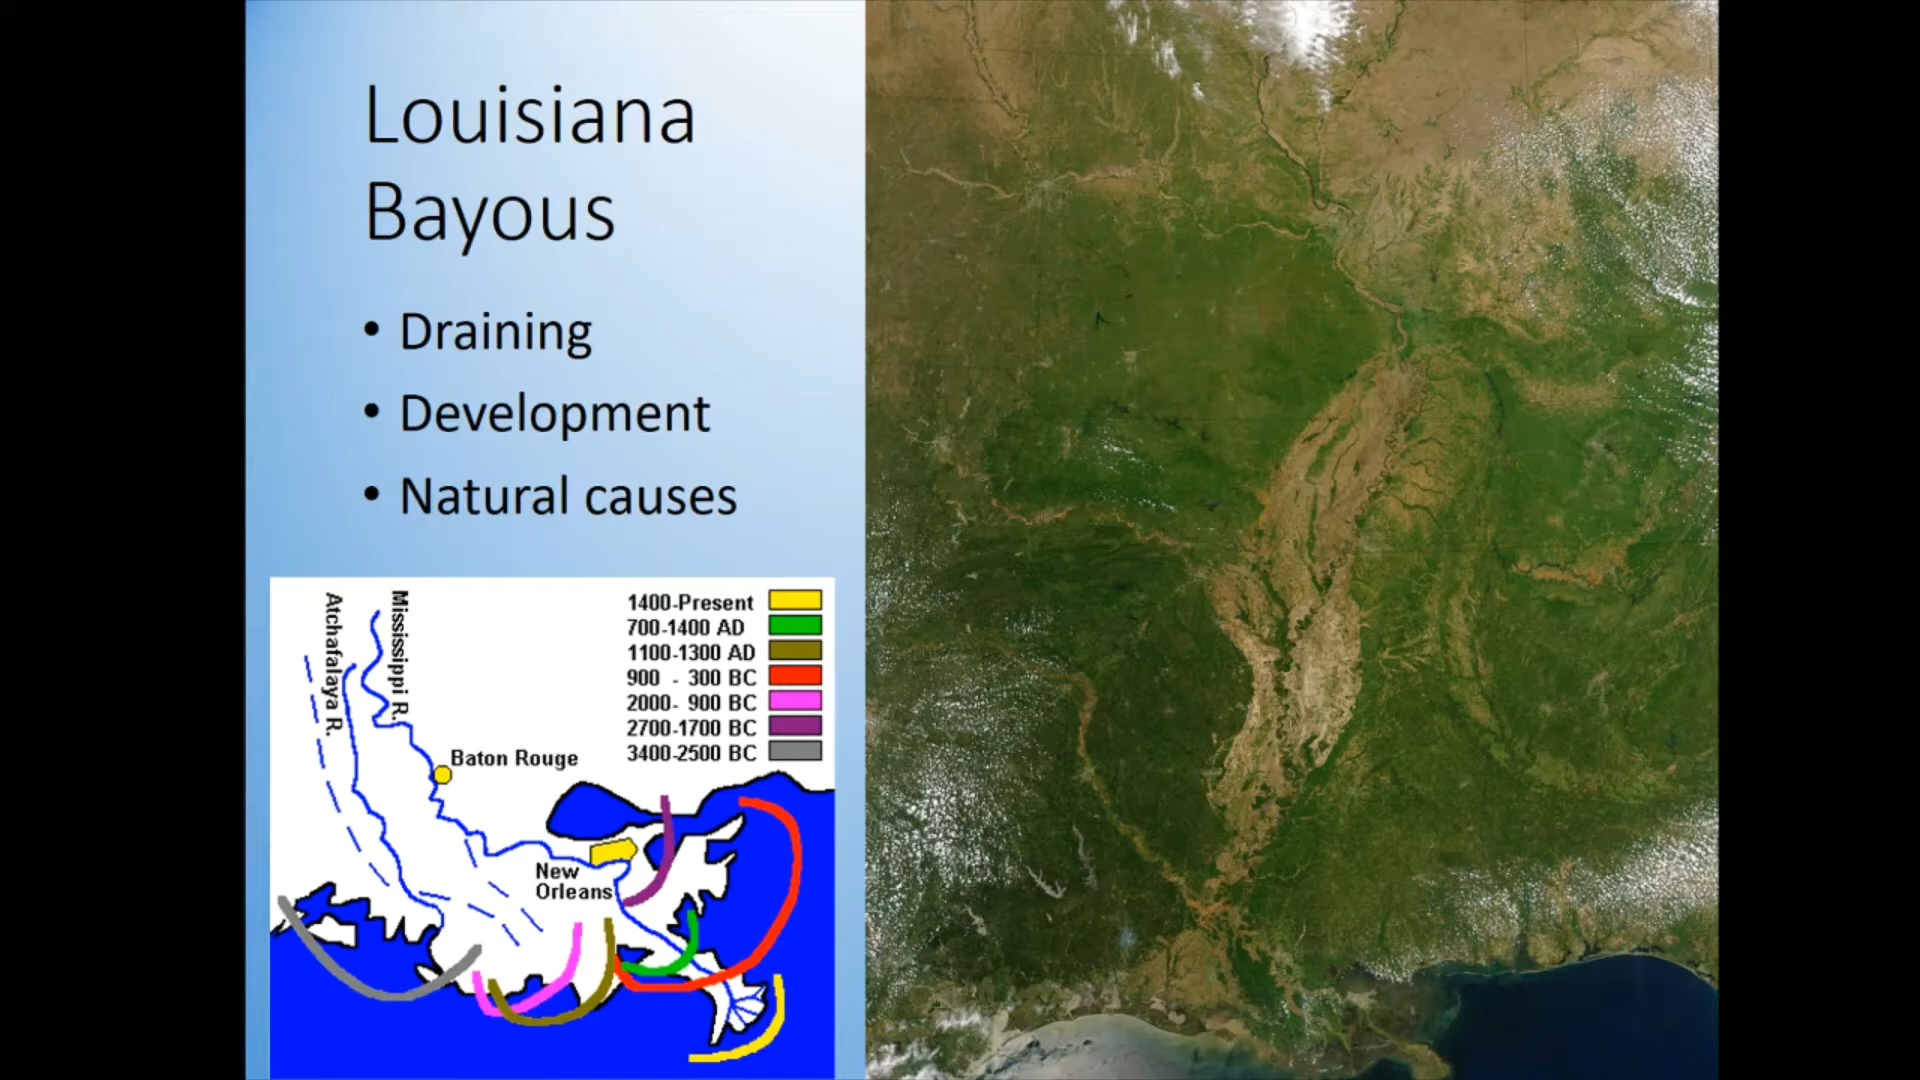 Louisiana
Bayous
• Draining
• Development
• Natural causes
Atchafalaya R.
Mississippi R.
1400-Present
700-1400 AD
1100-1300 AD
900 - 300 BC
2000- 900 BC
2700-1700 BC
3400-2500 BC
Baton Rouge
New
Orleans